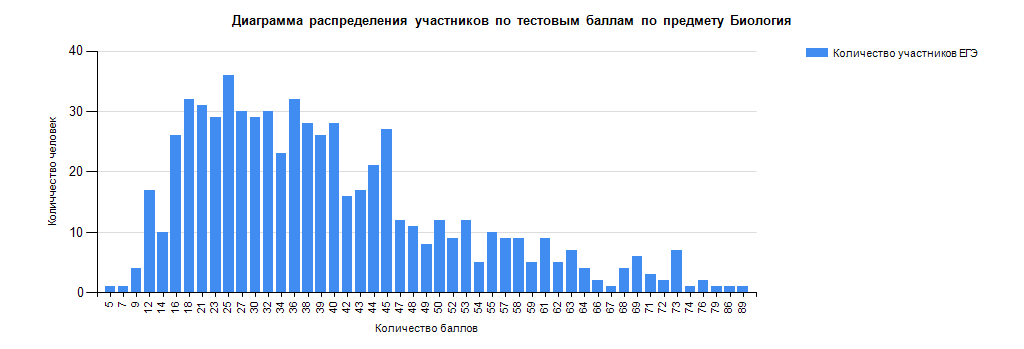 Диаграмма распределения участников по тестовым баллам по предмету Биология
Количество участников ЕГЭ
Количчество человек
40
30
20
10
0
5 7 9 12 14 16 18 21 23 25 27 30 32 34 36 38 39 40 42 43 44 45 47 48 49 50 52 53 54 55 57 58 59 61 62 63 64 66 67 68 69 71 72 73 74 76 79 86 89
Количество баллов